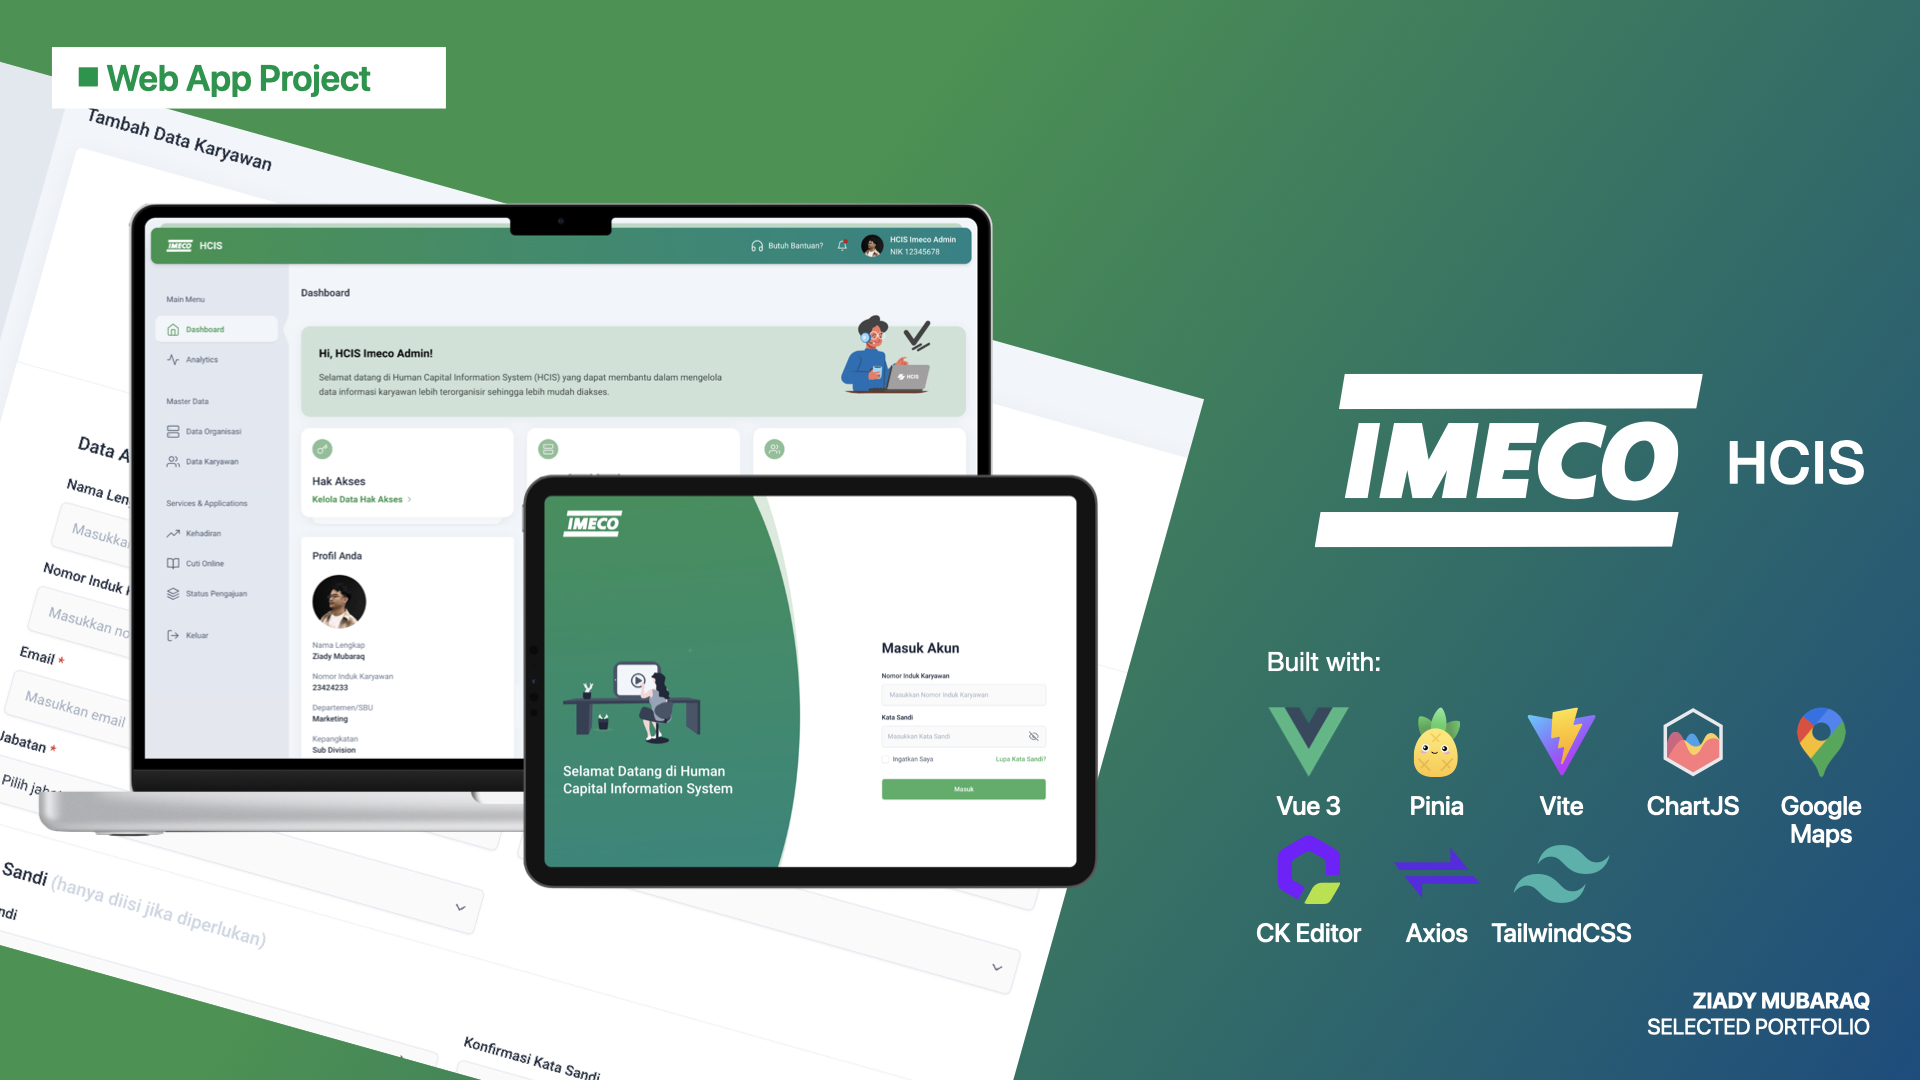 Web App Project
Tambah Data Karyawan
Data A
Nama Len
Masukka
Nomor Induk
Masukkan no
Email *
Masukkan email
Jabatan *
Pilih jaba
Sandi (hanya diisi jika diperlukan)
ndi
Konfirmasi Kata Sandi
IMECO HCIS
Butuh Bantuan?
HCIS Imeco Admin
NIK 12345678
Main Menu
Dashboard
Analytics
Master Data
Data Organisasi
Data Karyawan
Services & Applications
Kehadiran
Cuti Online
Status Pengajuan
Keluar
Dashboard
Hi, HCIS Imeco Admin!
Selamat datang di Human Capital Information System (HCIS) yang dapat membantu dalam mengelola
data informasi karyawan lebih terorganisir sehingga lebih mudah diakses.
HCIS
Hak Akses
Kelola Data Hak Akses >
Profil Anda
Nama Lengkap
Ziady Mubaraq
Nomor Induk Karyawan
23424233
Departemen/SBU
Marketing
Kepangkatan
Sub Division
IMECO
Selamat Datang di Human
Capital Information System
Masuk Akun
Nomor Induk Karyawan
Masukkan Nomor Induk Karyawan
Kata Sandi
Masukkan Kata Sandi
Ingatkan Saya
Lupa Kata Sandi?
Masuk
IMECO HCIS
Built with:
Vue 3
Pinia
Vite
ChartJS
Google
Maps
CK Editor
Axios
TailwindCSS
ZIADY MUBARAQ
SELECTED PORTFOLIO